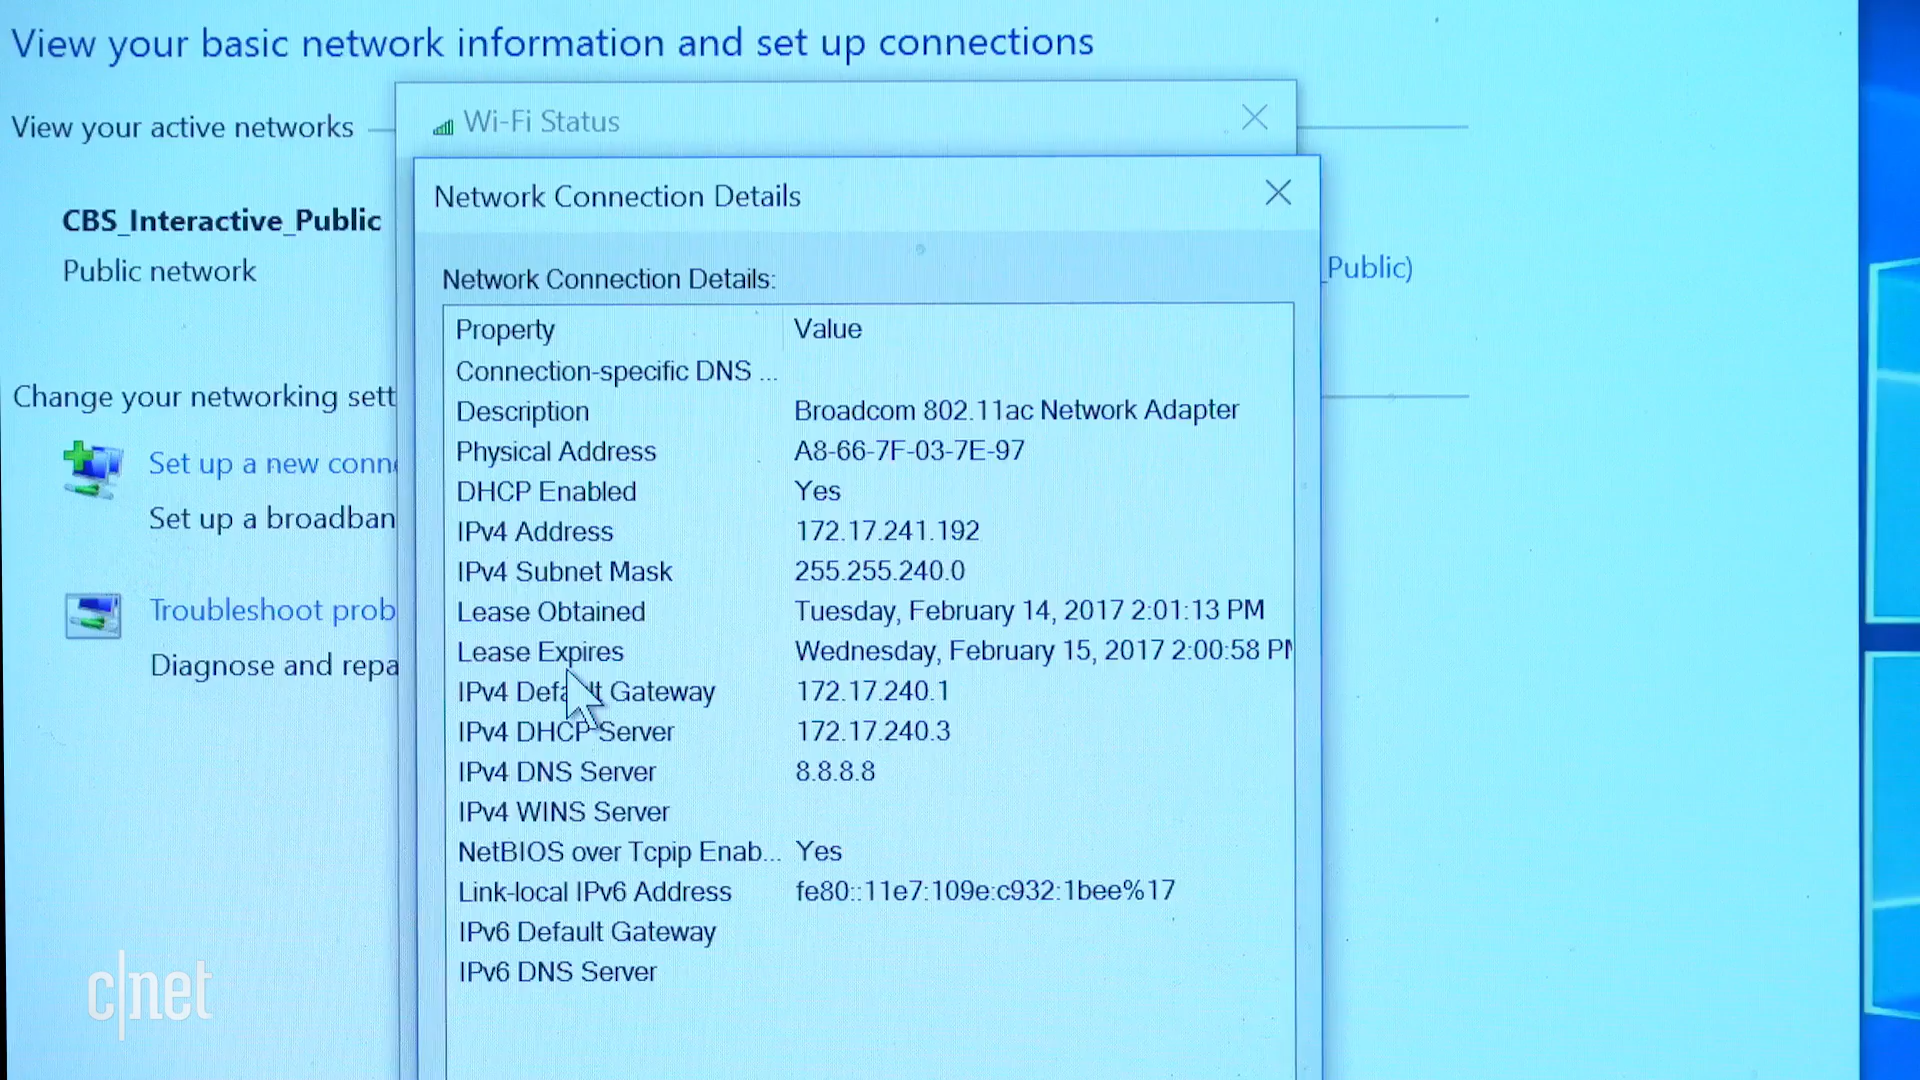 View your basic network information and set up connections
View your active networks
Wi-Fi Status
Network Connection Details
CBS_Interactive_Public
Public network
_Public)
Network Connection Details:
Property Value
Connection-specific DNS ...
Description Broadcom 802.11ac Network Adapter
Physical Address A8-66-7F-03-7E-97
DHCP Enabled Yes
IPv4 Address 172.17.241.192
IPv4 Subnet Mask 255.255.240.0
Lease Obtained Tuesday, February 14, 2017 2:01:13 PM
Lease Expires Wednesday, February 15, 2017 2:00:58 PM
IPv4 Default Gateway 172.17.240.1
IPv4 DHCP Server 172.17.240.3
IPv4 DNS Server 8.8.8.8
IPv4 WINS Server
NetBIOS over Tcpip Enab... Yes
Link-local IPv6 Address fe80::11e7:109e:c932:1bee%17
IPv6 Default Gateway
IPv6 DNS Server
Change your networking sett
Set up a new conn
Set up a broadban
Troubleshoot prob
Diagnose and repa
c|net